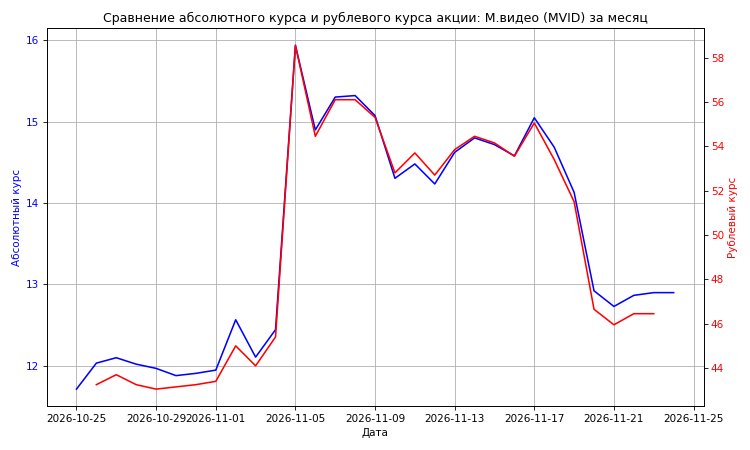 Сравнение абсолютного курса и рублевого курса акции: М.видео (MVID) за месяц
16
15
14
13
12
Абсолютный курс
58
56
54
52
50
48
46
44
Рублевый курс
2026-10-25 2026-10-29 2026-11-01 2026-11-05 2026-11-09 2026-11-13 2026-11-17 2026-11-21 2026-11-25
Дата